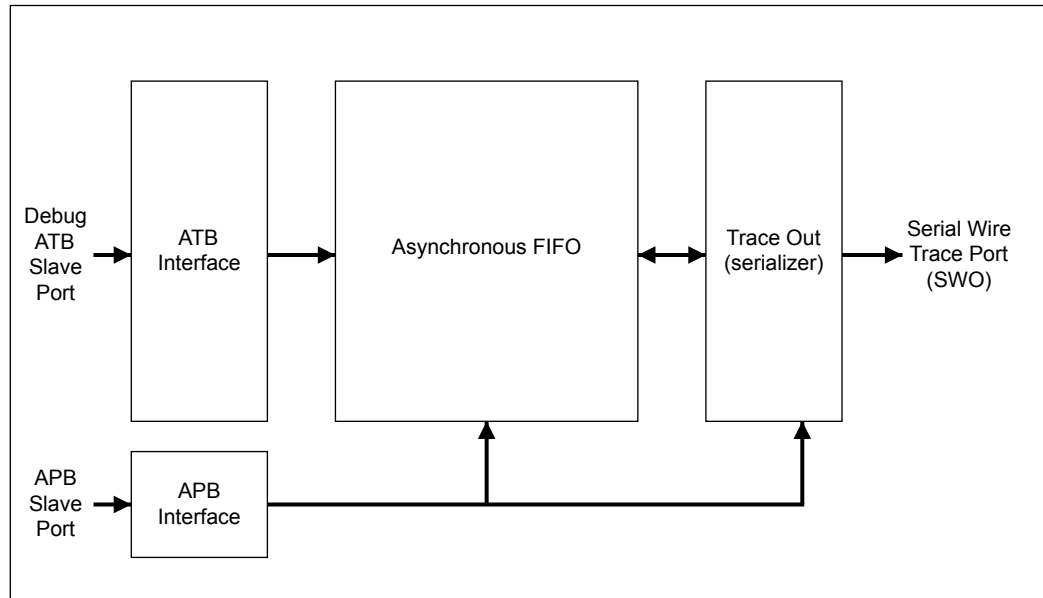 Debug
ATB
Slave
Port
ATB
Interface
Asynchronous FIFO
Trace Out
(serializer)
Serial Wire
Trace Port
(SWO)
APB
Slave
Port
APB
Interface